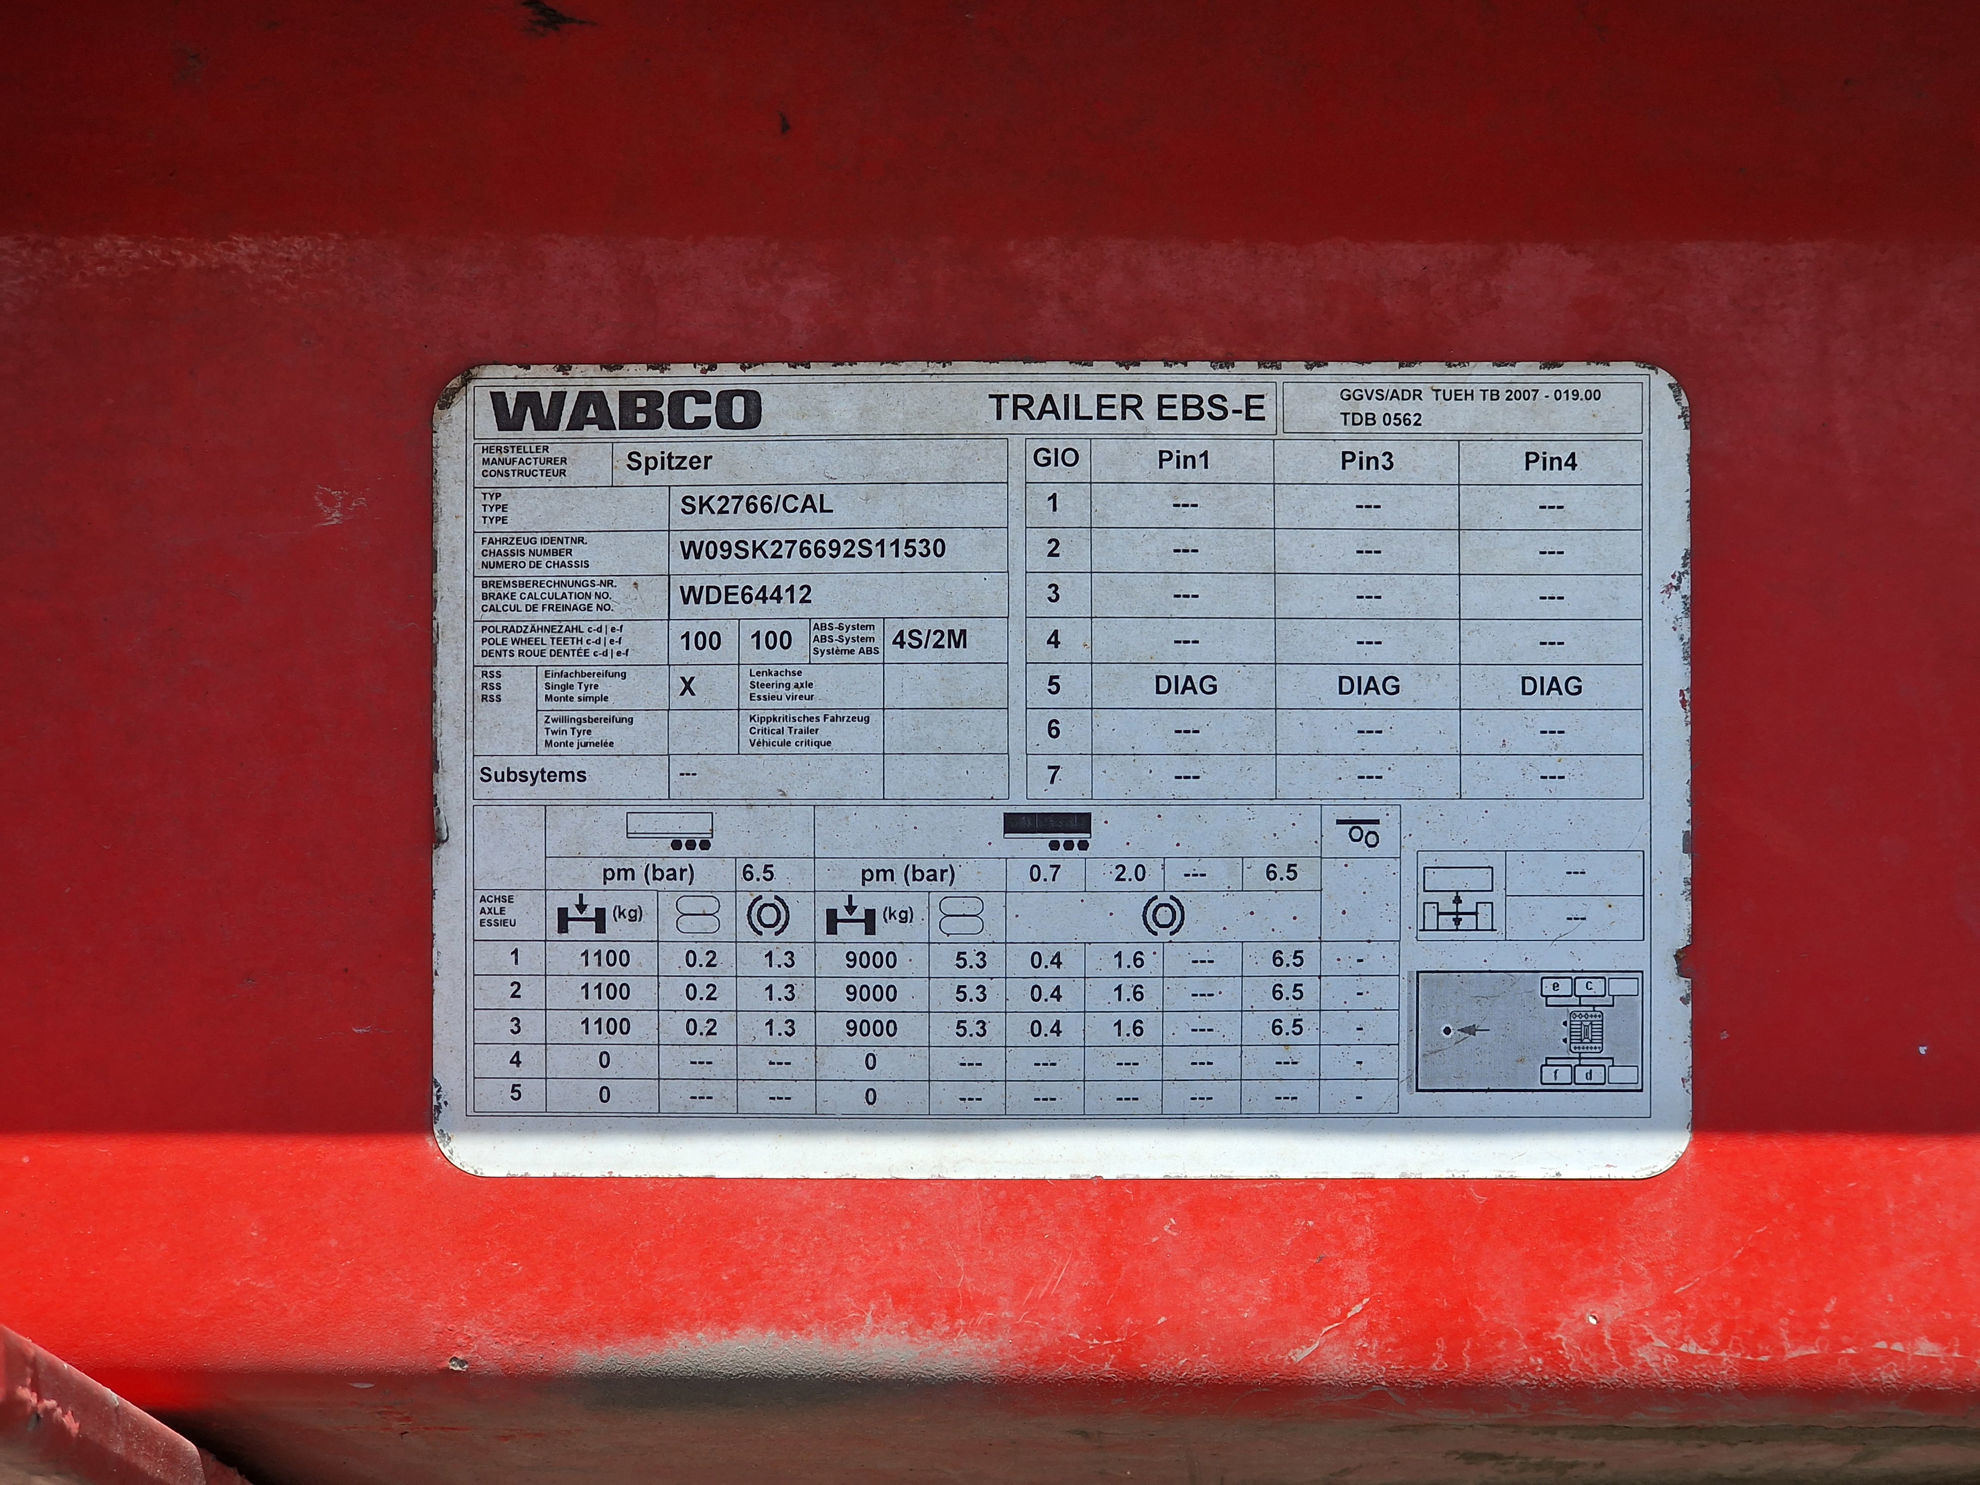 WABCO TRAILER EBS-E GGVS/ADR TUEH TB 2007 - 019.00
TDB 0562
HERSTELLER
MANUFACTURER
CONSTRUCTEUR
Spitzer
TYP
TYPE
TYPE
SK2766/CAL
FAHRZEUG IDENTNR.
CHASSIS NUMBER
NUMERO DE CHASSIS
W09SK276692S11530
BREMSBERECHNUNGS-NR.
BRAKE CALCULATION NO.
CALCUL DE FREINAGE NO.
WDE64412
POLRADZÄHNEZAHL c-d | e-f
POLE WHEEL TEETH c-d | e-f
DENTS ROUE DENTÉE c-d | e-f
100 100
ABS-System
ABS-System
Système ABS
4S/2M
RSS
RSS
RSS
Einfachbereifung
Single Tyre
Monte simple
X
Lenkachse
Steering axle
Essieu vireur
Zwillingsbereifung
Twin Tyre
Monte jumelée
Kippkritisches Fahrzeug
Critical Trailer
Véhicule critique
Subsytems ---
GIO Pin1 Pin3 Pin4
1 --- --- ---
2 --- --- ---
3 --- --- ---
4 --- --- ---
5 DIAG DIAG DIAG
6 --- --- ---
7 --- --- ---
pm (bar) 6.5 pm (bar) 0.7 2.0 --- 6.5
ACHSE
AXLE
ESSIEU
(kg) (kg)
1 1100 0.2 1.3 9000 5.3 0.4 1.6 --- 6.5 -
2 1100 0.2 1.3 9000 5.3 0.4 1.6 --- 6.5 -
3 1100 0.2 1.3 9000 5.3 0.4 1.6 --- 6.5 -
4 0 --- --- 0 --- --- --- --- --- -
5 0 --- --- 0 --- --- --- --- --- -
---
---
e c
f d